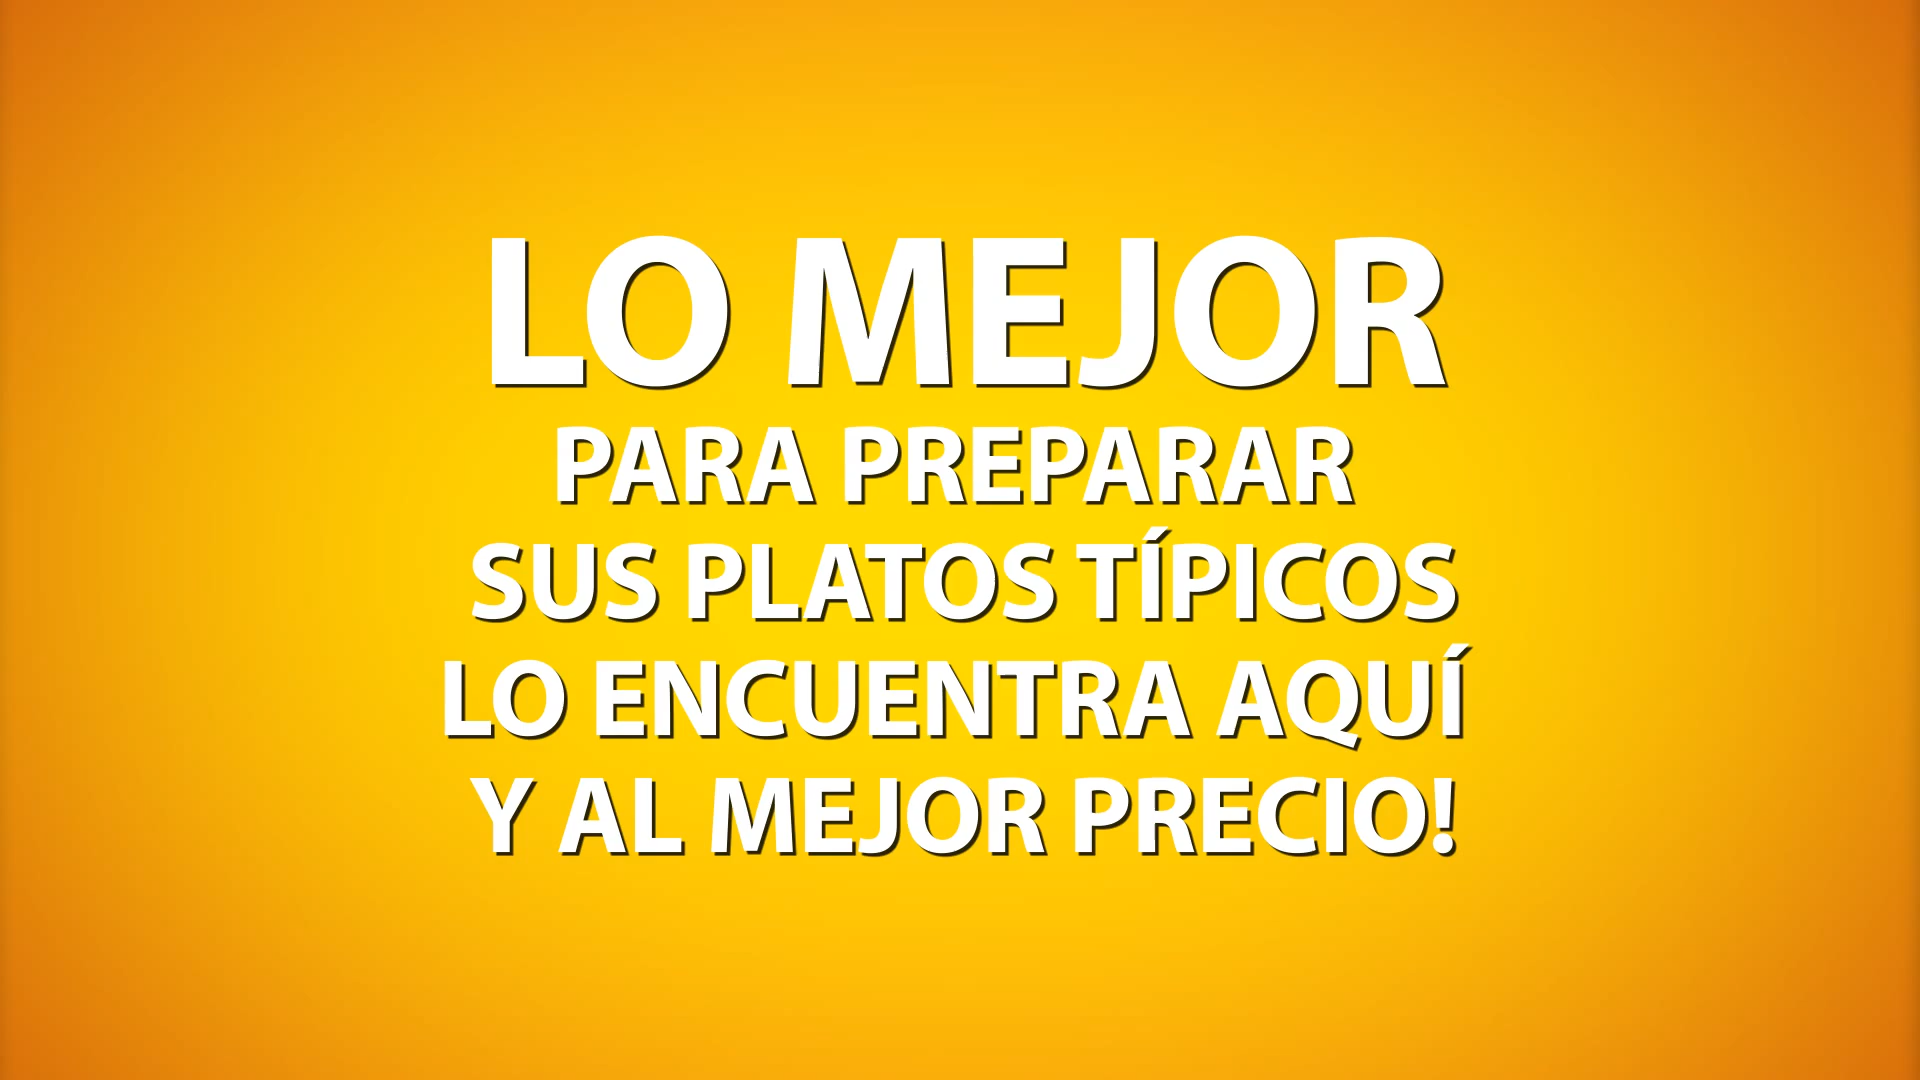 LO MEJOR
PARA PREPARAR
SUS PLATOS TÍPICOS
LO ENCUENTRA AQUÍ
Y AL MEJOR PRECIO!